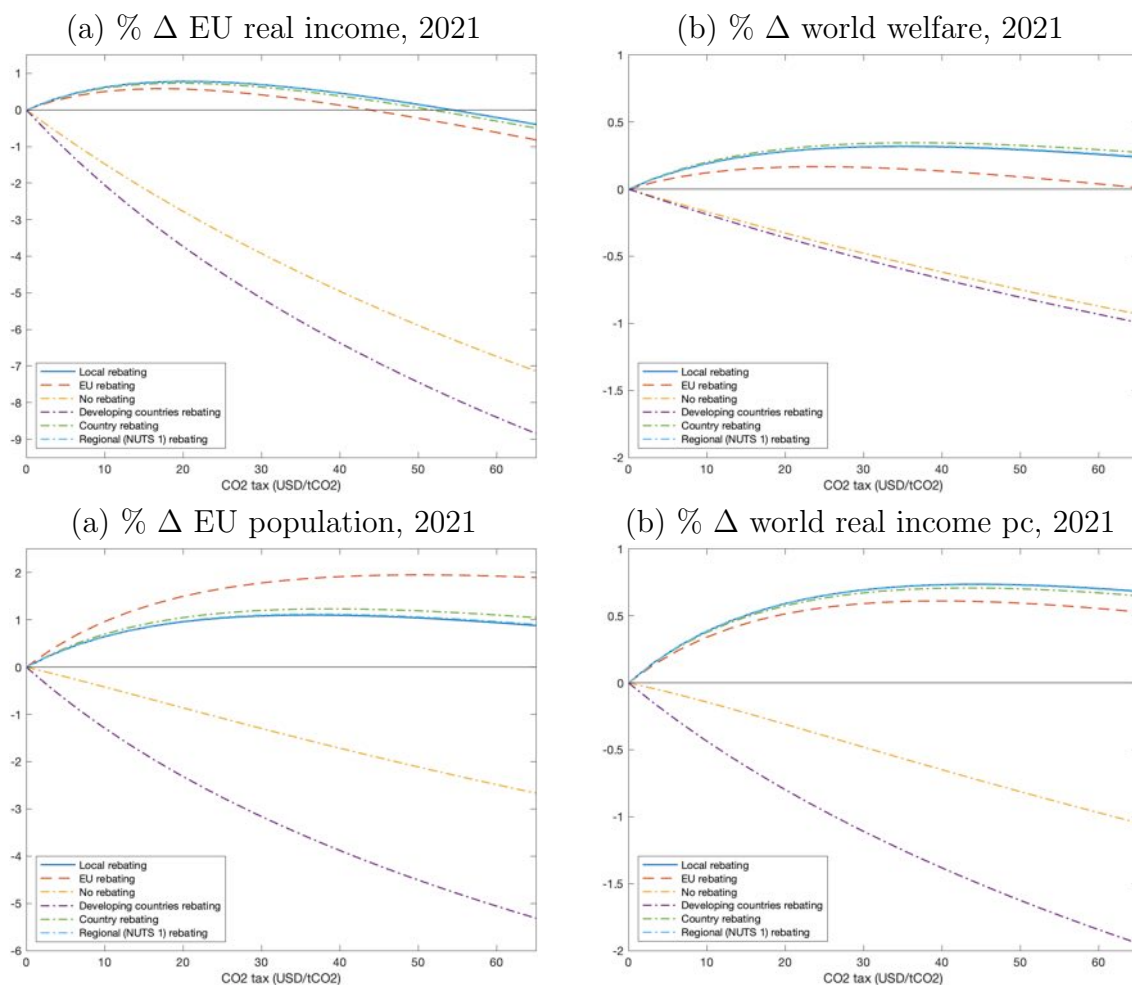 (a) % Δ EU real income, 2021
1
0
-1
-2
-3
-4
-5
-6
-7
-8
-9
Local rebating
EU rebating
No rebating
Developing countries rebating
Country rebating
Regional (NUTS 1) rebating
0 10 20 30 40 50 60
CO2 tax (USD/tCO2)
(b) % Δ world welfare, 2021
1
0.5
0
-0.5
-1
-1.5
-2
Local rebating
EU rebating
No rebating
Developing countries rebating
Country rebating
Regional (NUTS 1) rebating
0 10 20 30 40 50 60
CO2 tax (USD/tCO2)
(a) % Δ EU population, 2021
2
1
0
-1
-2
-3
-4
-5
-6
Local rebating
EU rebating
No rebating
Developing countries rebating
Country rebating
Regional (NUTS 1) rebating
0 10 20 30 40 50 60
CO2 tax (USD/tCO2)
(b) % Δ world real income pc, 2021
1
0.5
0
-0.5
-1
-1.5
-2
Local rebating
EU rebating
No rebating
Developing countries rebating
Country rebating
Regional (NUTS 1) rebating
0 10 20 30 40 50 60
CO2 tax (USD/tCO2)